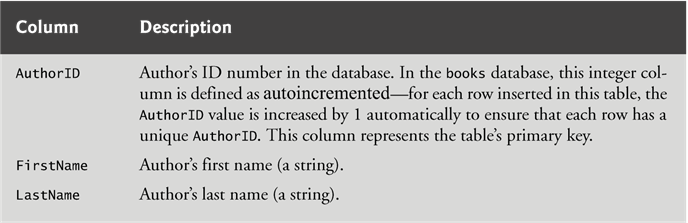 Column Description
AuthorID Author’s ID number in the database. In the books database, this integer col-
umn is defined as autoincremented—for each row inserted in this table, the
AuthorID value is increased by 1 automatically to ensure that each row has a
unique AuthorID. This column represents the table’s primary key.
FirstName Author’s first name (a string).
LastName Author’s last name (a string).